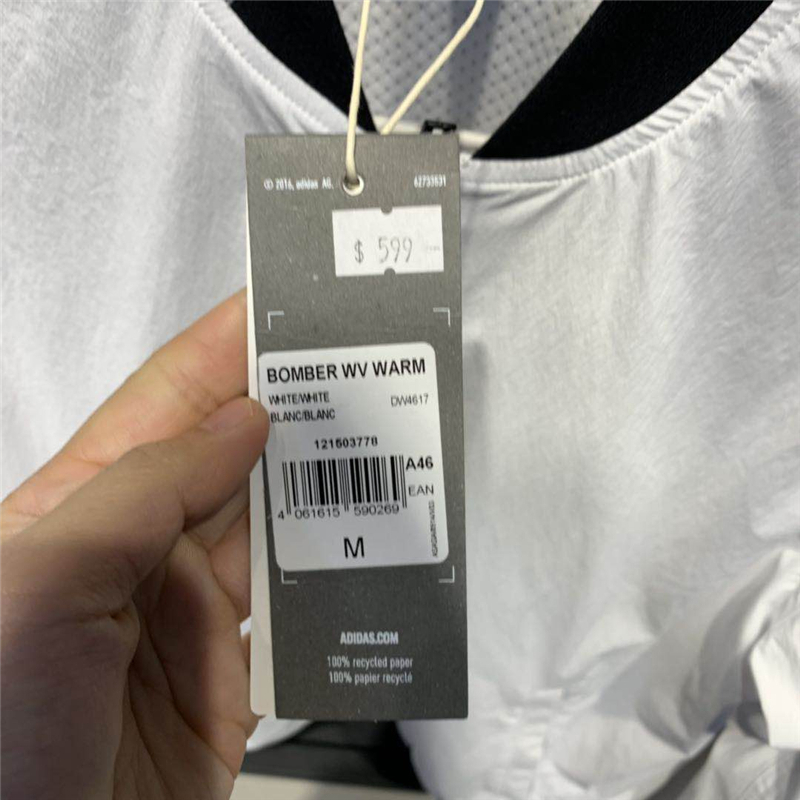 © 2016, adidas AG. 62733531
$ 599
BOMBER WV WARM
WHITE/WHITE DW4617
BLANC/BLANC
121503778
A46
EAN
4 061615 590269
M
ADIDAS.COM
100% recycled paper
100% papier recyclé